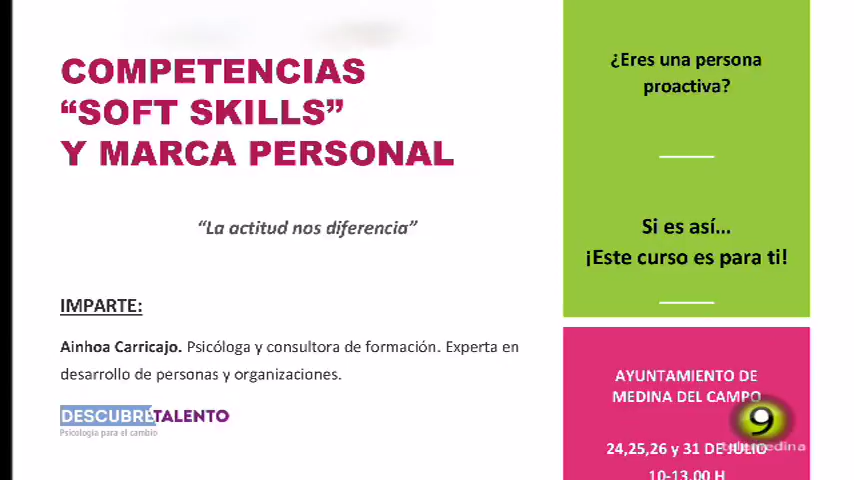 COMPETENCIAS
“SOFT SKILLS”
Y MARCA PERSONAL
“La actitud nos diferencia”
IMPARTE:
Ainhoa Carricajo. Psicóloga y consultora de formación. Experta en
desarrollo de personas y organizaciones.
DESCUBRETALENTO
Psicología para el cambio
¿Eres una persona
proactiva?
Si es así...
¡Este curso es para ti!
AYUNTAMIENTO DE
MEDINA DEL CAMPO
24,25,26 y 31 DE JULIO
10-13.00 H
9
telemedina